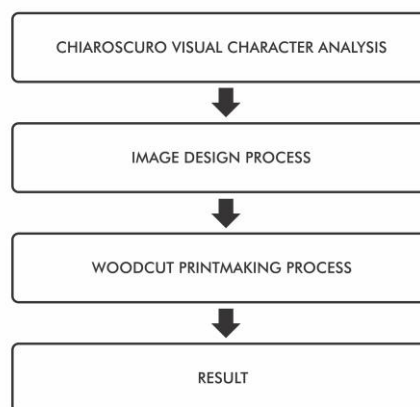 CHIAROSCURO VISUAL CHARACTER ANALYSIS
IMAGE DESIGN PROCESS
WOODCUT PRINTMAKING PROCESS
RESULT